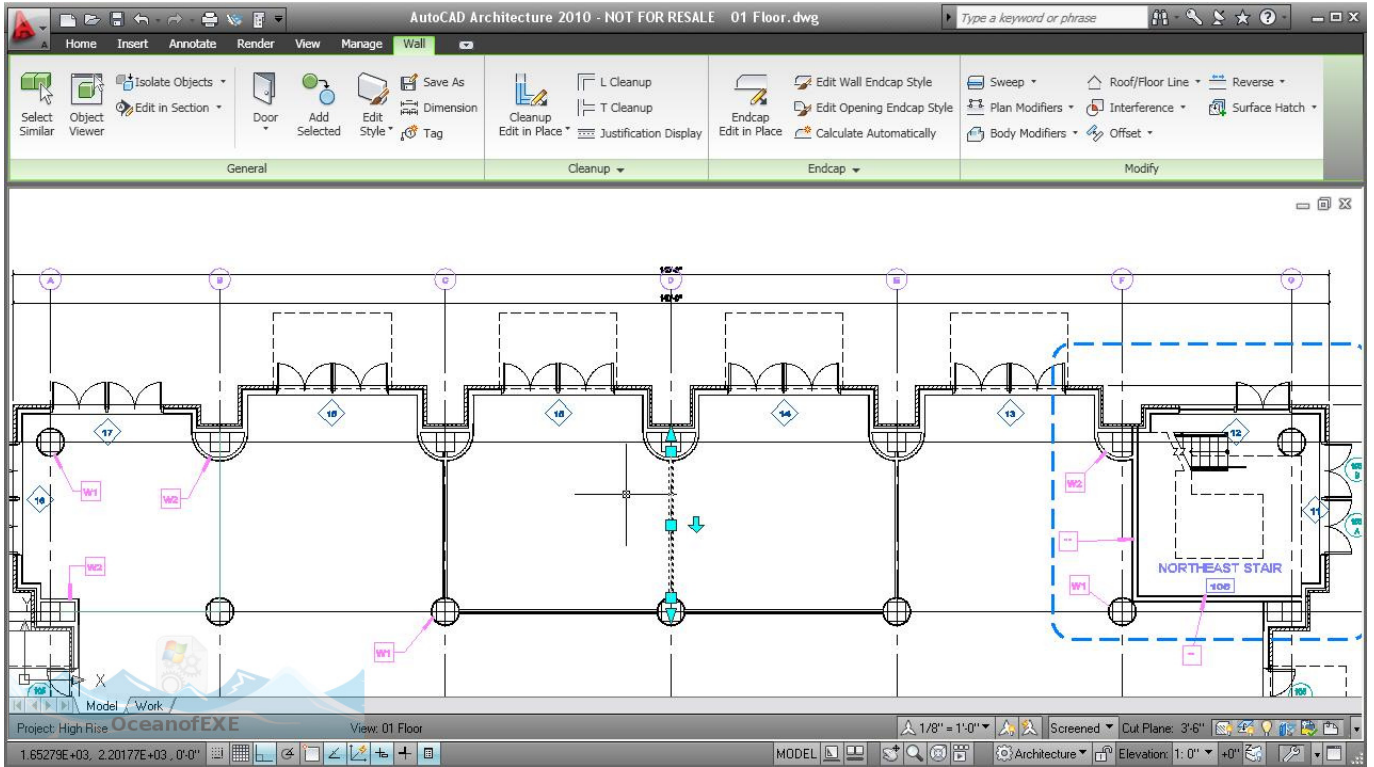 AutoCAD Architecture 2010 - NOT FOR RESALE 01 Floor.dwg
Type a keyword or phrase
Home Insert Annotate Render View Manage Wall
Isolate Objects
Edit in Section
Select Similar
Object Viewer
Door
Add Selected
Edit Style
Save As
Dimension
Tag
General
Cleanup Edit in Place
L Cleanup
T Cleanup
Justification Display
Cleanup
Endcap Edit in Place
Edit Wall Endcap Style
Edit Opening Endcap Style
Calculate Automatically
Endcap
Sweep
Roof/Floor Line
Reverse
Plan Modifiers
Interference
Surface Hatch
Body Modifiers
Offset
Modify
A B C D E F G
17 15 15 14 13 12
16 11
W1 W2 W2
W2 W1
W1
NORTHEAST STAIR
Y
X
Model Work
OceanofEXE
Project: High Rise View: 01 Floor 1/8" = 1'-0" Screened Cut Plane: 3'-6"
1.65279E+03, 2.20177E+03 , 0'-0" MODEL Architecture Elevation: 1: 0" +0"